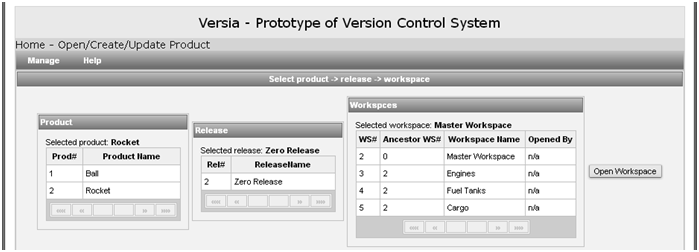 Versia - Prototype of Version Control System
Home - Open/Create/Update Product
Manage Help
Select product -> release -> workspace
Product
Selected product: Rocket
Prod# Product Name
1 Ball
2 Rocket
Release
Selected release: Zero Release
Rel# ReleaseName
2 Zero Release
Workspces
Selected workspace: Master Workspace
WS# Ancestor WS# Workspace Name Opened By
2 0 Master Workspace n/a
3 2 Engines n/a
4 2 Fuel Tanks n/a
5 2 Cargo n/a
Open Workspace